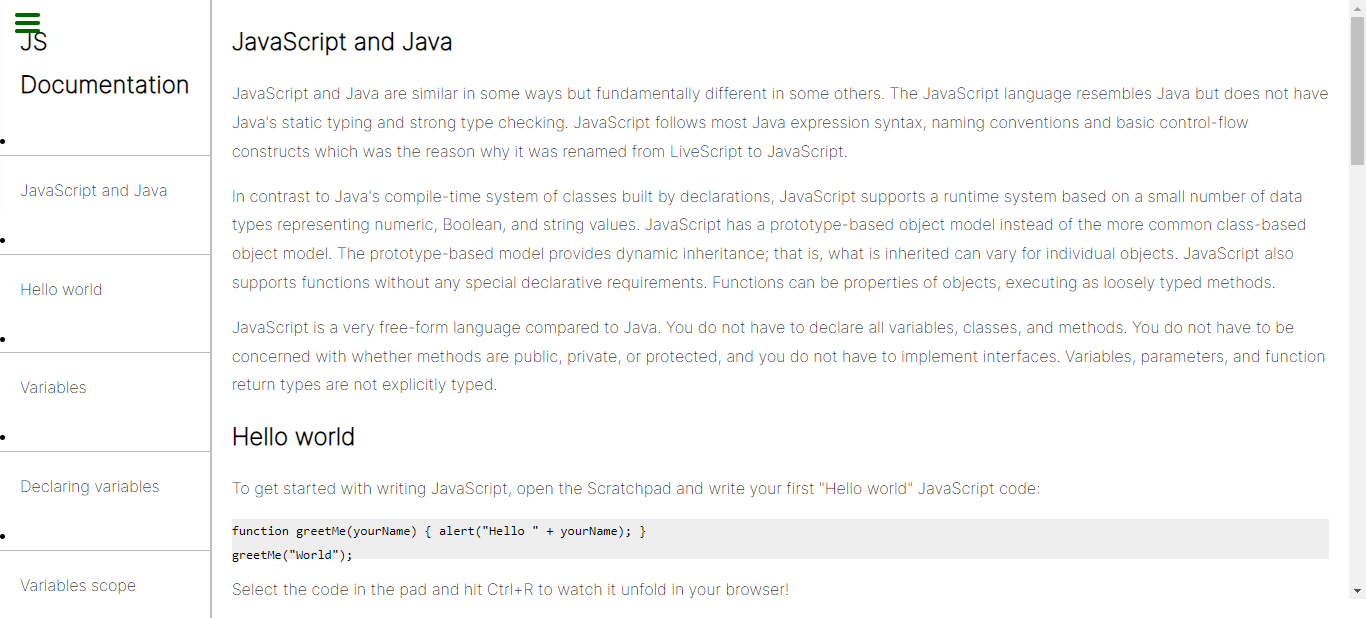 JS
Documentation
JavaScript and Java
Hello world
Variables
Declaring variables
Variables scope
JavaScript and Java
JavaScript and Java are similar in some ways but fundamentally different in some others. The JavaScript language resembles Java but does not have
Java's static typing and strong type checking. JavaScript follows most Java expression syntax, naming conventions and basic control-flow
constructs which was the reason why it was renamed from LiveScript to JavaScript.
In contrast to Java's compile-time system of classes built by declarations, JavaScript supports a runtime system based on a small number of data
types representing numeric, Boolean, and string values. JavaScript has a prototype-based object model instead of the more common class-based
object model. The prototype-based model provides dynamic inheritance; that is, what is inherited can vary for individual objects. JavaScript also
supports functions without any special declarative requirements. Functions can be properties of objects, executing as loosely typed methods.
JavaScript is a very free-form language compared to Java. You do not have to declare all variables, classes, and methods. You do not have to be
concerned with whether methods are public, private, or protected, and you do not have to implement interfaces. Variables, parameters, and function
return types are not explicitly typed.
Hello world
To get started with writing JavaScript, open the Scratchpad and write your first "Hello world" JavaScript code:
function greetMe(yourName) { alert("Hello " + yourName); }
greetMe("World");
Select the code in the pad and hit Ctrl+R to watch it unfold in your browser!